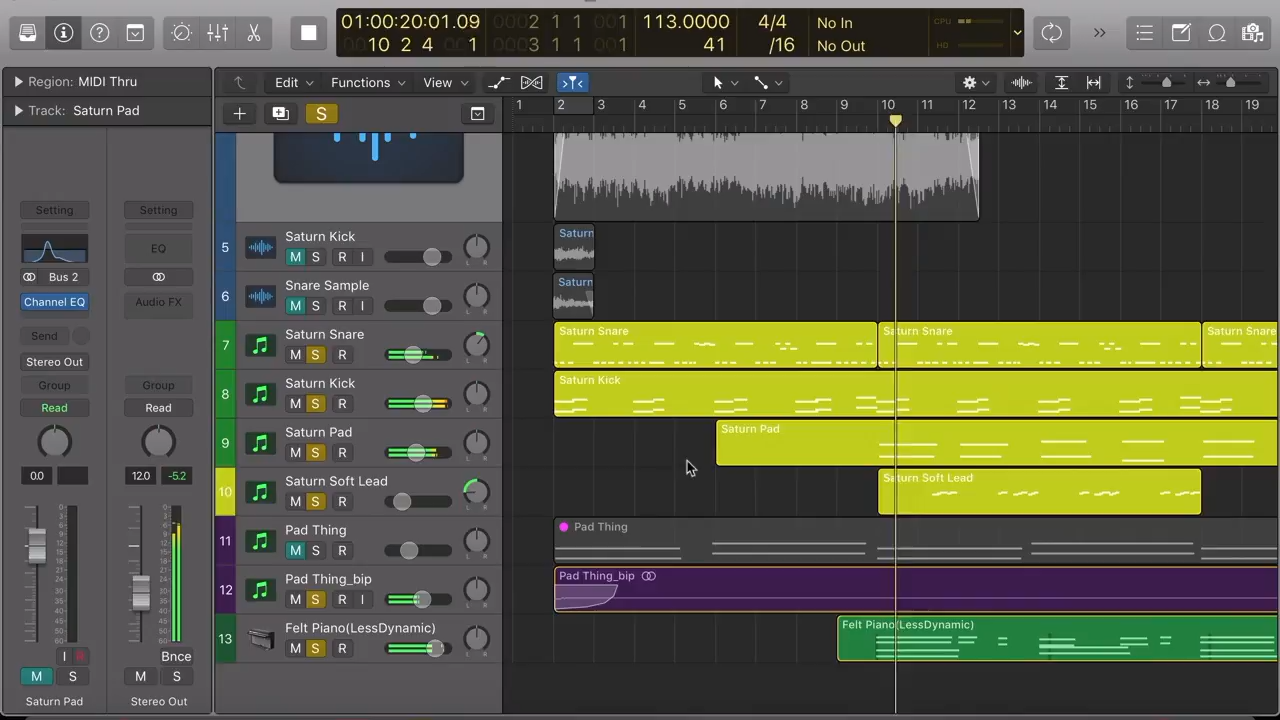 01:00:20:01.09
10 2 4 1
0002 1 1 001
0003 1 1 001
113.0000
41
4/4
/16
No In
No Out
CPU
HD
Region: MIDI Thru
Track: Saturn Pad
Edit
Functions
View
S
1 2 3 4 5 6 7 8 9 10 11 12 13 14 15 16 17 18 19
Setting
Setting
EQ
Bus 2
Channel EQ
Audio FX
Send
Stereo Out
Group
Group
Read
Read
0.0
12.0
-5.2
I R
Bnce
M S
M S
Saturn Pad
Stereo Out
5
Saturn Kick
M S R I
L R
Saturn
6
Snare Sample
M S R I
L R
Saturn
7
Saturn Snare
M S R
L R
Saturn Snare
Saturn Snare
Saturn Snare
8
Saturn Kick
M S R
L R
Saturn Kick
9
Saturn Pad
M S R
L R
Saturn Pad
10
Saturn Soft Lead
M S R
L R
Saturn Soft Lead
11
Pad Thing
M S R
L R
Pad Thing
12
Pad Thing_bip
M S R I
L R
Pad Thing_bip
13
Felt Piano(LessDynamic)
M S R
L R
Felt Piano(LessDynamic)